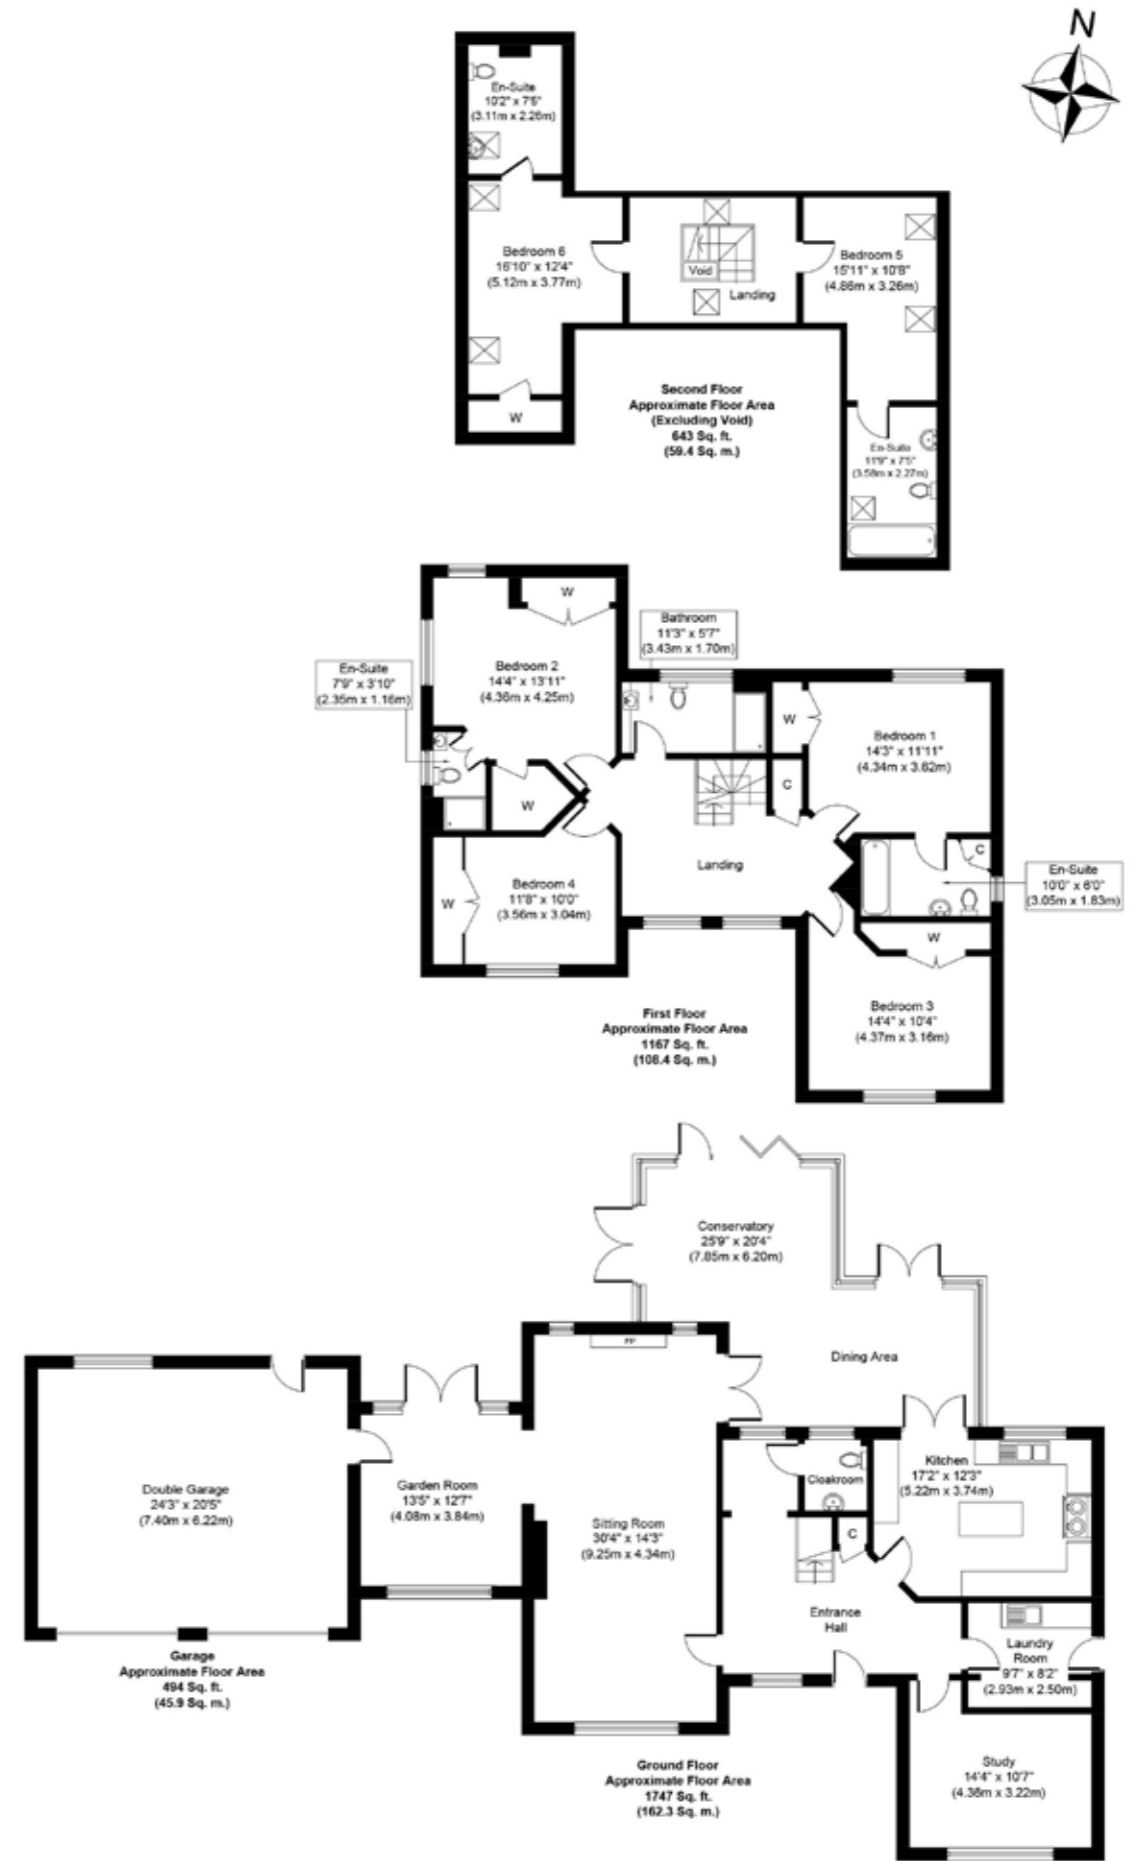 N
En-Suite
10'2" x 7'5"
(3.11m x 2.26m)
Bedroom 6
16'10" x 12'4"
(5.12m x 3.77m)
Void
Landing
Bedroom 5
15'11" x 10'8"
(4.86m x 3.26m)
W
Second Floor
Approximate Floor Area
(Excluding Void)
643 Sq. ft.
(59.4 Sq. m.)
En-Suite
11'9" x 7'5"
(3.58m x 2.27m)
W
Bathroom
11'3" x 5'7"
(3.43m x 1.70m)
En-Suite
7'9" x 3'10"
(2.35m x 1.16m)
Bedroom 2
14'4" x 13'11"
(4.36m x 4.25m)
W
Bedroom 1
14'3" x 11'11"
(4.34m x 3.62m)
C
W
Landing
C
En-Suite
10'0" x 6'0"
(3.05m x 1.83m)
Bedroom 4
11'8" x 10'0"
(3.56m x 3.04m)
W
W
Bedroom 3
14'4" x 10'4"
(4.37m x 3.16m)
First Floor
Approximate Floor Area
1167 Sq. ft.
(108.4 Sq. m.)
Conservatory
25'9" x 20'4"
(7.85m x 6.20m)
FP
Dining Area
Double Garage
24'3" x 20'5"
(7.40m x 6.22m)
Garden Room
13'5" x 12'7"
(4.08m x 3.84m)
Sitting Room
30'4" x 14'3"
(9.25m x 4.34m)
Cloakroom
Kitchen
17'2" x 12'3"
(5.22m x 3.74m)
C
Entrance
Hall
Laundry
Room
9'7" x 8'2"
(2.93m x 2.50m)
Garage
Approximate Floor Area
494 Sq. ft.
(45.9 Sq. m.)
Study
14'4" x 10'7"
(4.36m x 3.22m)
Ground Floor
Approximate Floor Area
1747 Sq. ft.
(162.3 Sq. m.)